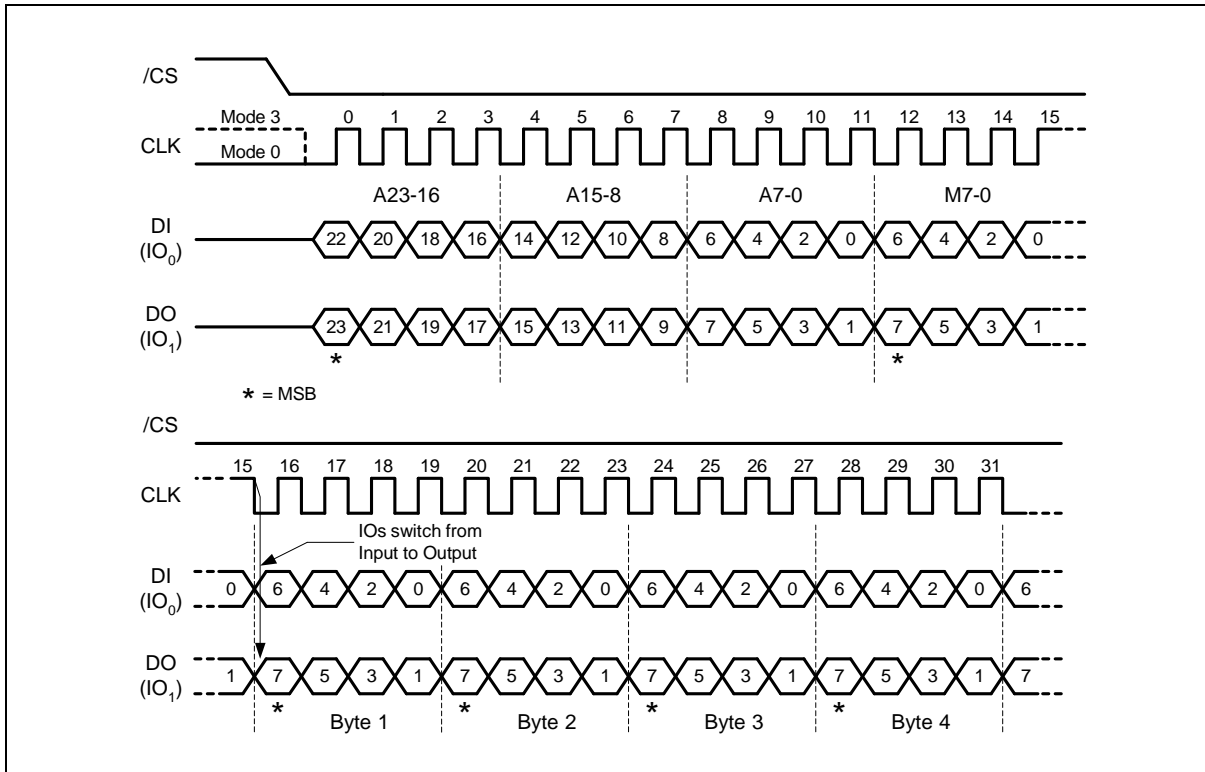 /CS
Mode 3 0 1 2 3 4 5 6 7 8 9 10 11 12 13 14 15
CLK
Mode 0
A23-16 A15-8 A7-0 M7-0
DI 22 20 18 16 14 12 10 8 6 4 2 0 6 4 2 0
(IO₀)
DO 23 21 19 17 15 13 11 9 7 5 3 1 7 5 3 1
(IO₁)
* *
* = MSB
/CS
15 16 17 18 19 20 21 22 23 24 25 26 27 28 29 30 31
CLK
IOs switch from
Input to Output
DI 0 6 4 2 0 6 4 2 0 6 4 2 0 6 4 2 0 6
(IO₀)
DO 1 7 5 3 1 7 5 3 1 7 5 3 1 7 5 3 1 7
(IO₁)
* Byte 1 * Byte 2 * Byte 3 * Byte 4